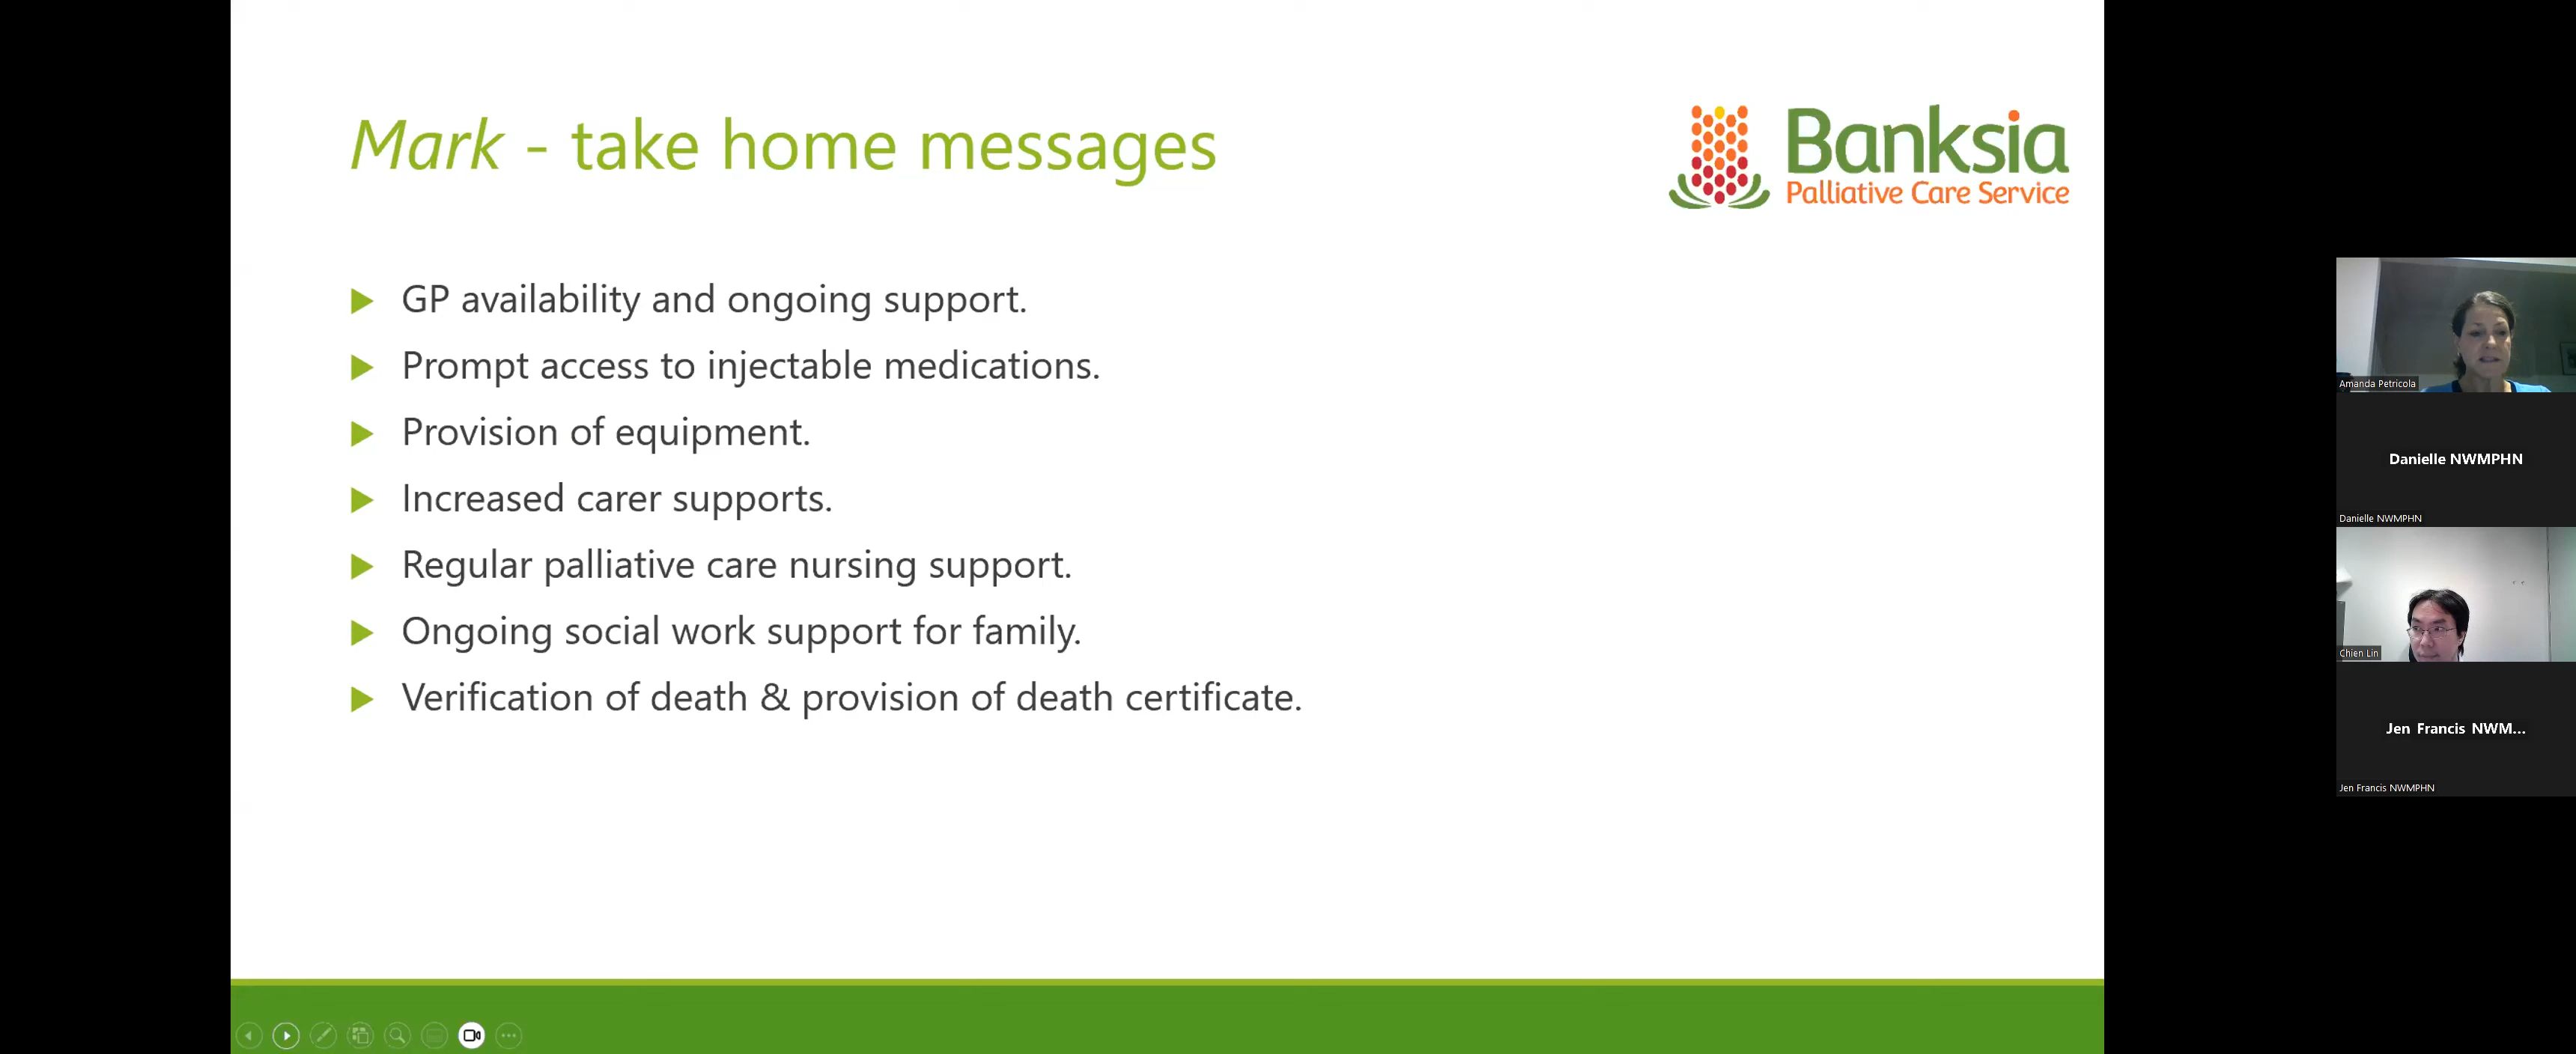 Mark - take home messages
Banksia
Palliative Care Service
GP availability and ongoing support.
Prompt access to injectable medications.
Provision of equipment.
Increased carer supports.
Regular palliative care nursing support.
Ongoing social work support for family.
Verification of death & provision of death certificate.
Amanda Petricola
Danielle NWMPHN
Danielle NWMPHN
Chien Lin
Jen Francis NWM...
Jen Francis NWMPHN